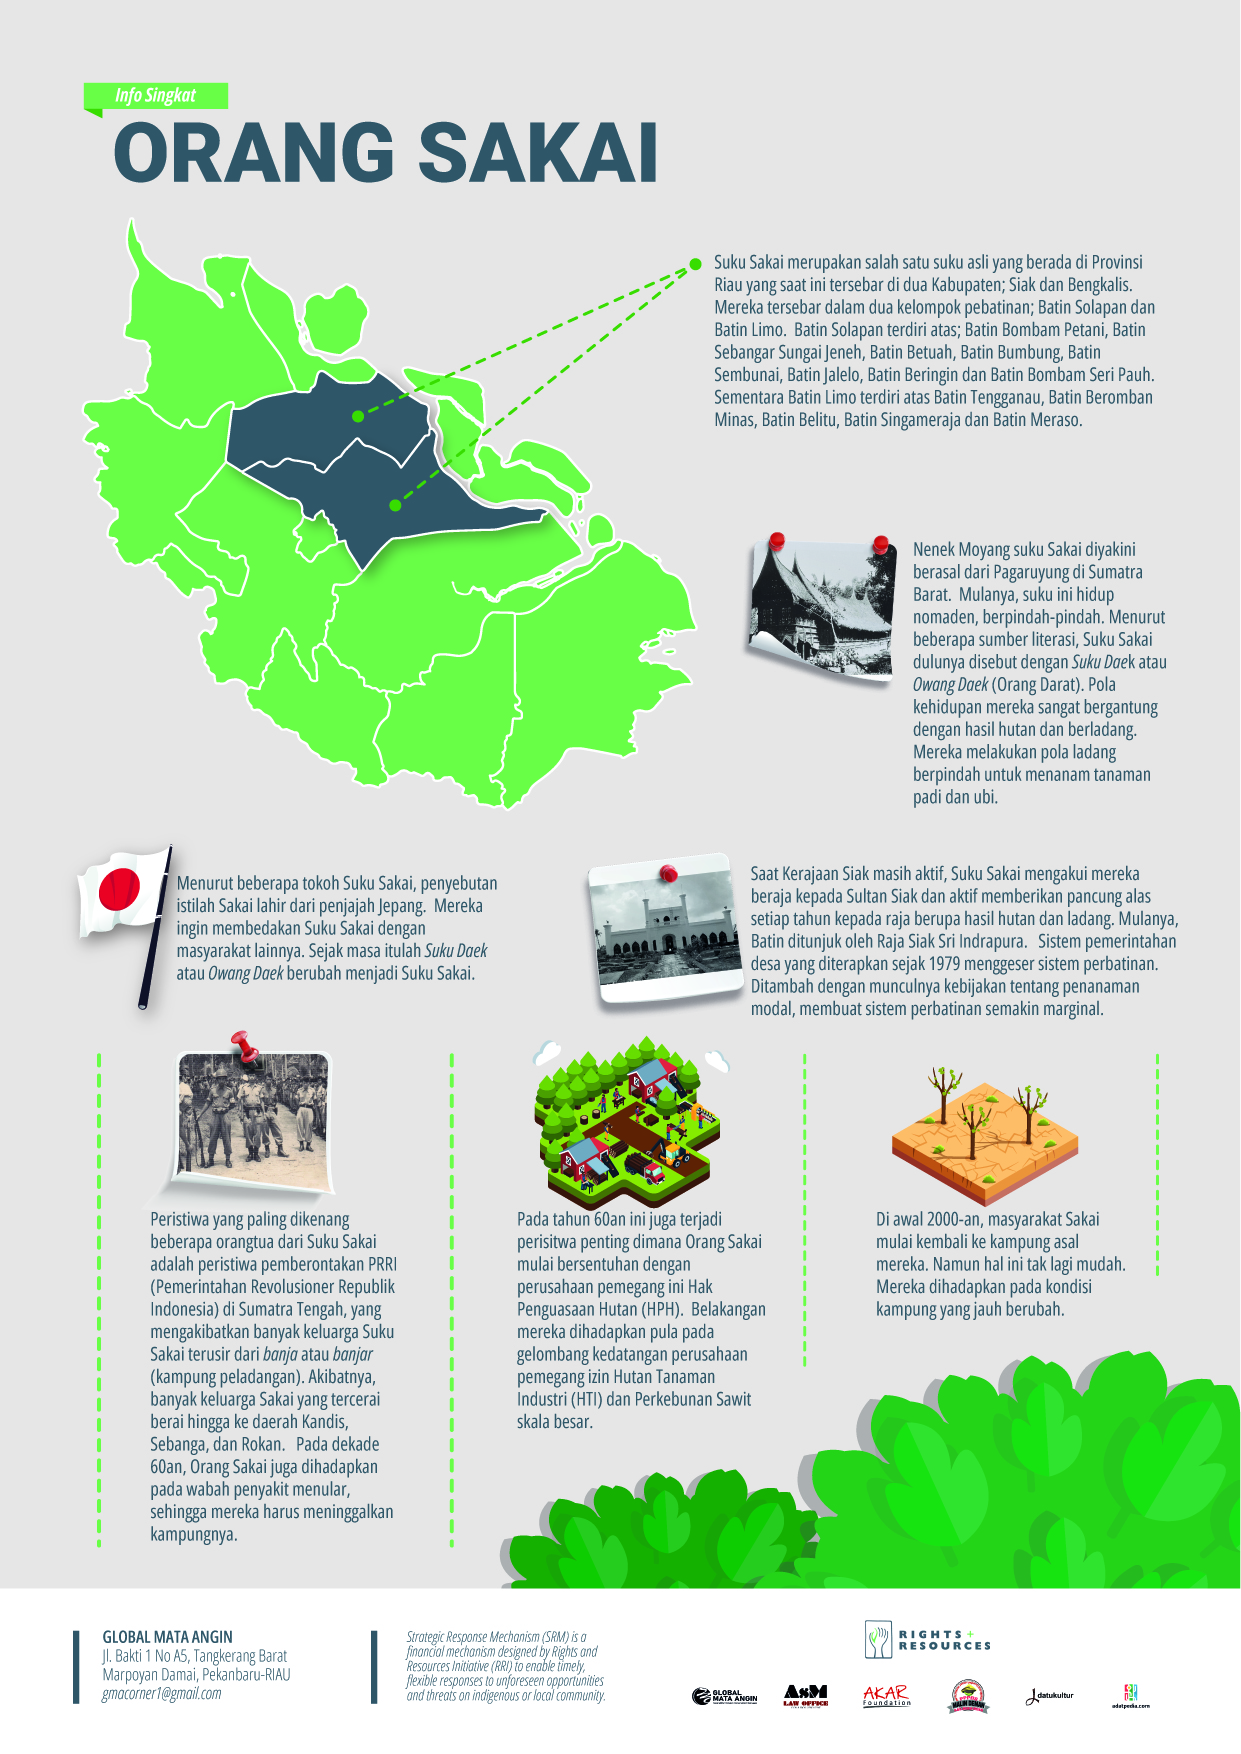 Info Singkat
ORANG SAKAI
Suku Sakai merupakan salah satu suku asli yang berada di Provinsi
Riau yang saat ini tersebar di dua Kabupaten; Siak dan Bengkalis.
Mereka tersebar dalam dua kelompok pebatinan; Batin Solapan dan
Batin Limo. Batin Solapan terdiri atas; Batin Bombam Petani, Batin
Sebangar Sungai Jeneh, Batin Betuah, Batin Bumbung, Batin
Sembunai, Batin Jalelo, Batin Beringin dan Batin Bombam Seri Pauh.
Sementara Batin Limo terdiri atas Batin Tengganau, Batin Beromban
Minas, Batin Belitu, Batin Singameraja dan Batin Meraso.
Nenek Moyang suku Sakai diyakini
berasal dari Pagaruyung di Sumatra
Barat. Mulanya, suku ini hidup
nomaden, berpindah-pindah. Menurut
beberapa sumber literasi, Suku Sakai
dulunya disebut dengan Suku Daek atau
Owang Daek (Orang Darat). Pola
kehidupan mereka sangat bergantung
dengan hasil hutan dan berladang.
Mereka melakukan pola ladang
berpindah untuk menanam tanaman
padi dan ubi.
Menurut beberapa tokoh Suku Sakai, penyebutan
istilah Sakai lahir dari penjajah Jepang. Mereka
ingin membedakan Suku Sakai dengan
masyarakat lainnya. Sejak masa itulah Suku Daek
atau Owang Daek berubah menjadi Suku Sakai.
Saat Kerajaan Siak masih aktif, Suku Sakai mengakui mereka
beraja kepada Sultan Siak dan aktif memberikan pancung alas
setiap tahun kepada raja berupa hasil hutan dan ladang. Mulanya,
Batin ditunjuk oleh Raja Siak Sri Indrapura. Sistem pemerintahan
desa yang diterapkan sejak 1979 menggeser sistem perbatinan.
Ditambah dengan munculnya kebijakan tentang penanaman
modal, membuat sistem perbatinan semakin marginal.
Peristiwa yang paling dikenang
beberapa orangtua dari Suku Sakai
adalah peristiwa pemberontakan PRRI
(Pemerintahan Revolusioner Republik
Indonesia) di Sumatra Tengah, yang
mengakibatkan banyak keluarga Suku
Sakai terusir dari banja atau banjar
(kampung peladangan). Akibatnya,
banyak keluarga Sakai yang tercerai
berai hingga ke daerah Kandis,
Sebanga, dan Rokan. Pada dekade
60an, Orang Sakai juga dihadapkan
pada wabah penyakit menular,
sehingga mereka harus meninggalkan
kampungnya.
Pada tahun 60an ini juga terjadi
perisitwa penting dimana Orang Sakai
mulai bersentuhan dengan
perusahaan pemegang ini Hak
Penguasaan Hutan (HPH). Belakangan
mereka dihadapkan pula pada
gelombang kedatangan perusahaan
pemegang izin Hutan Tanaman
Industri (HTI) dan Perkebunan Sawit
skala besar.
Di awal 2000-an, masyarakat Sakai
mulai kembali ke kampung asal
mereka. Namun hal ini tak lagi mudah.
Mereka dihadapkan pada kondisi
kampung yang jauh berubah.
GLOBAL MATA ANGIN
Jl. Bakti 1 No A5, Tangkerang Barat
Marpoyan Damai, Pekanbaru-RIAU
gmacorner1@gmail.com
Strategic Response Mechanism (SRM) is a
financial mechanism designed by Rights and
Resources Initiative (RRI) to enable timely,
flexible responses to unforeseen opportunities
and threats on indigenous or local community.
RIGHTS +
RESOURCES
GLOBAL
MATA ANGIN
AsM
LAW OFFICE
AKAR
Foundation
MALIN DEMAN
datukultur
adatpedia.com